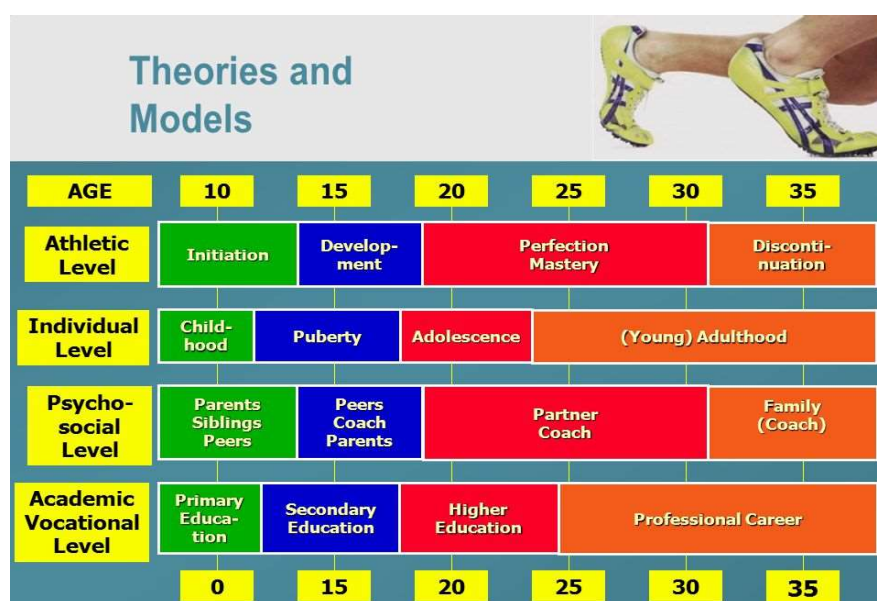 Theories and
Models
AGE 10 15 20 25 30 35
Athletic
Level
Initiation
Develop-
ment
Perfection
Mastery
Disconti-
nuation
Individual
Level
Child-
hood
Puberty
Adolescence
(Young) Adulthood
Psycho-
social
Level
Parents
Siblings
Peers
Peers
Coach
Parents
Partner
Coach
Family
(Coach)
Academic
Vocational
Level
Primary
Educa-
tion
Secondary
Education
Higher
Education
Professional Career
0 15 20 25 30 35